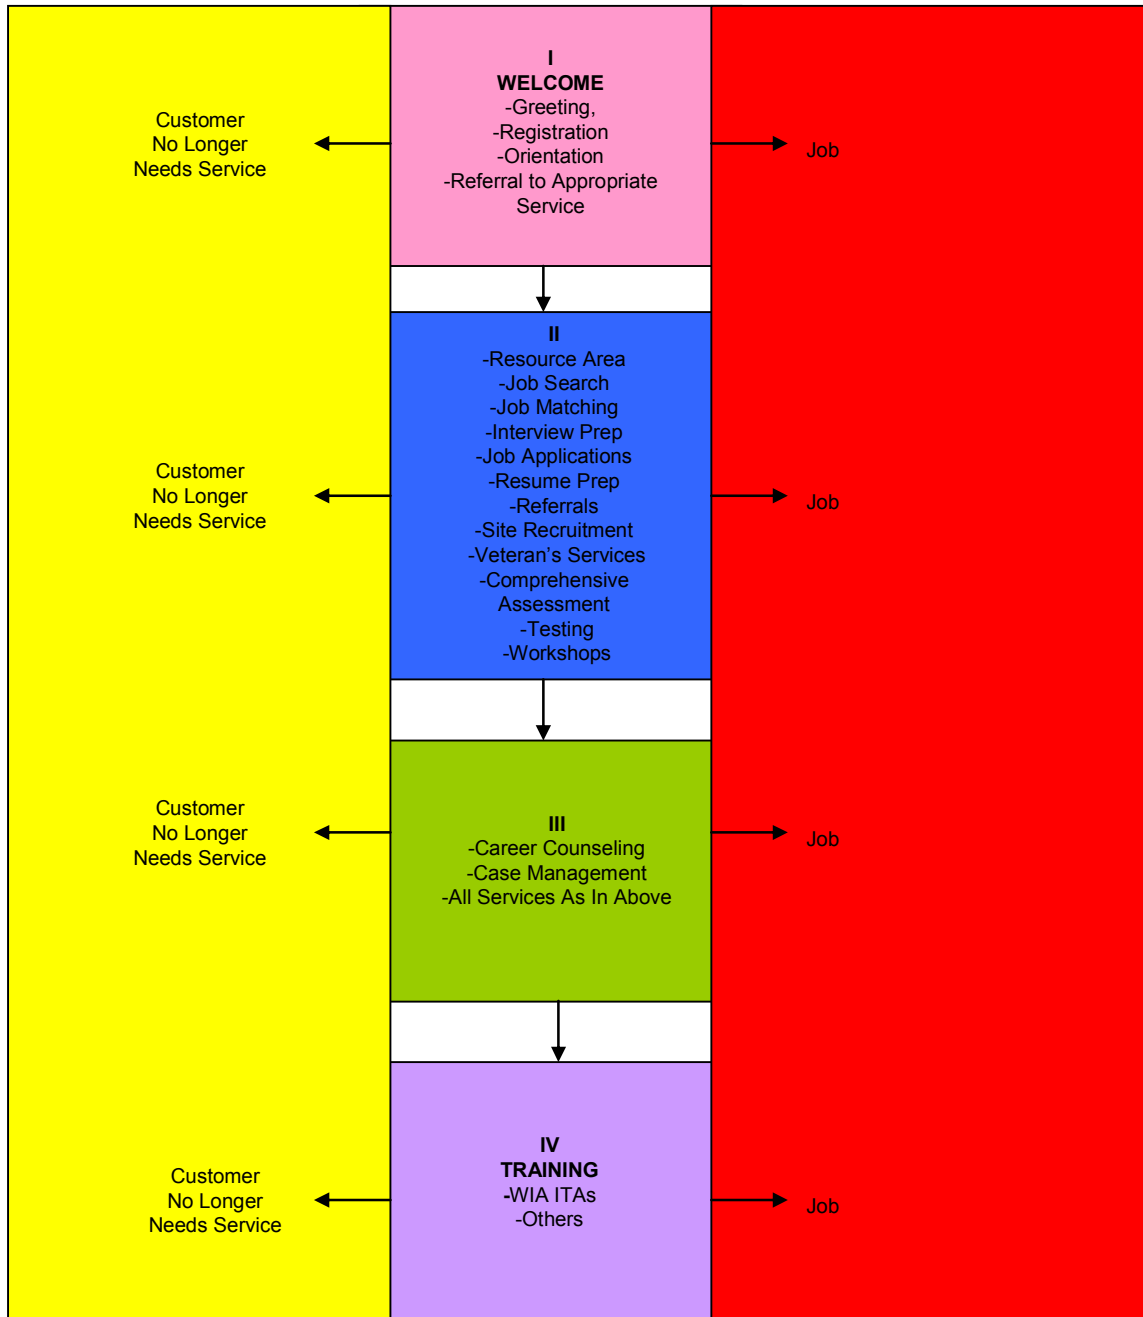 I
WELCOME
-Greeting,
-Registration
-Orientation
-Referral to Appropriate
Service
Customer
No Longer
Needs Service
Job
II
-Resource Area
-Job Search
-Job Matching
-Interview Prep
-Job Applications
-Resume Prep
-Referrals
-Site Recruitment
-Veteran's Services
-Comprehensive
Assessment
-Testing
-Workshops
Customer
No Longer
Needs Service
Job
III
-Career Counseling
-Case Management
-All Services As In Above
Customer
No Longer
Needs Service
Job
IV
TRAINING
-WIA ITAs
-Others
Customer
No Longer
Needs Service
Job